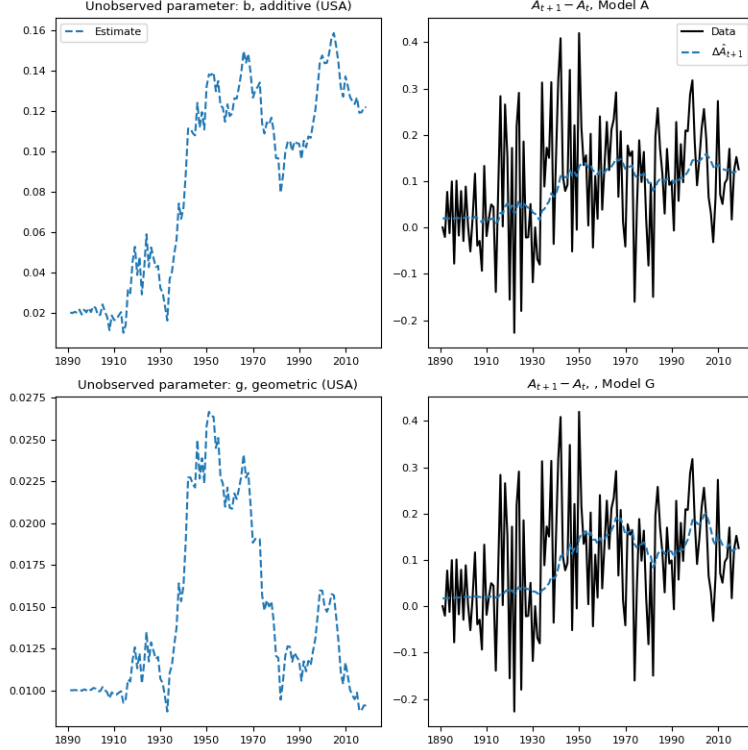 Unobserved parameter: b, additive (USA)
Estimate
0.16
0.14
0.12
0.10
0.08
0.06
0.04
0.02
1890 1910 1930 1950 1970 1990 2010
A_{t+1} − A_t, Model A
Data
ΔÂ_{t+1}
0.4
0.3
0.2
0.1
0.0
−0.1
−0.2
1890 1910 1930 1950 1970 1990 2010
Unobserved parameter: g, geometric (USA)
0.0275
0.0250
0.0225
0.0200
0.0175
0.0150
0.0125
0.0100
1890 1910 1930 1950 1970 1990 2010
A_{t+1} − A_t, , Model G
0.4
0.3
0.2
0.1
0.0
−0.1
−0.2
1890 1910 1930 1950 1970 1990 2010